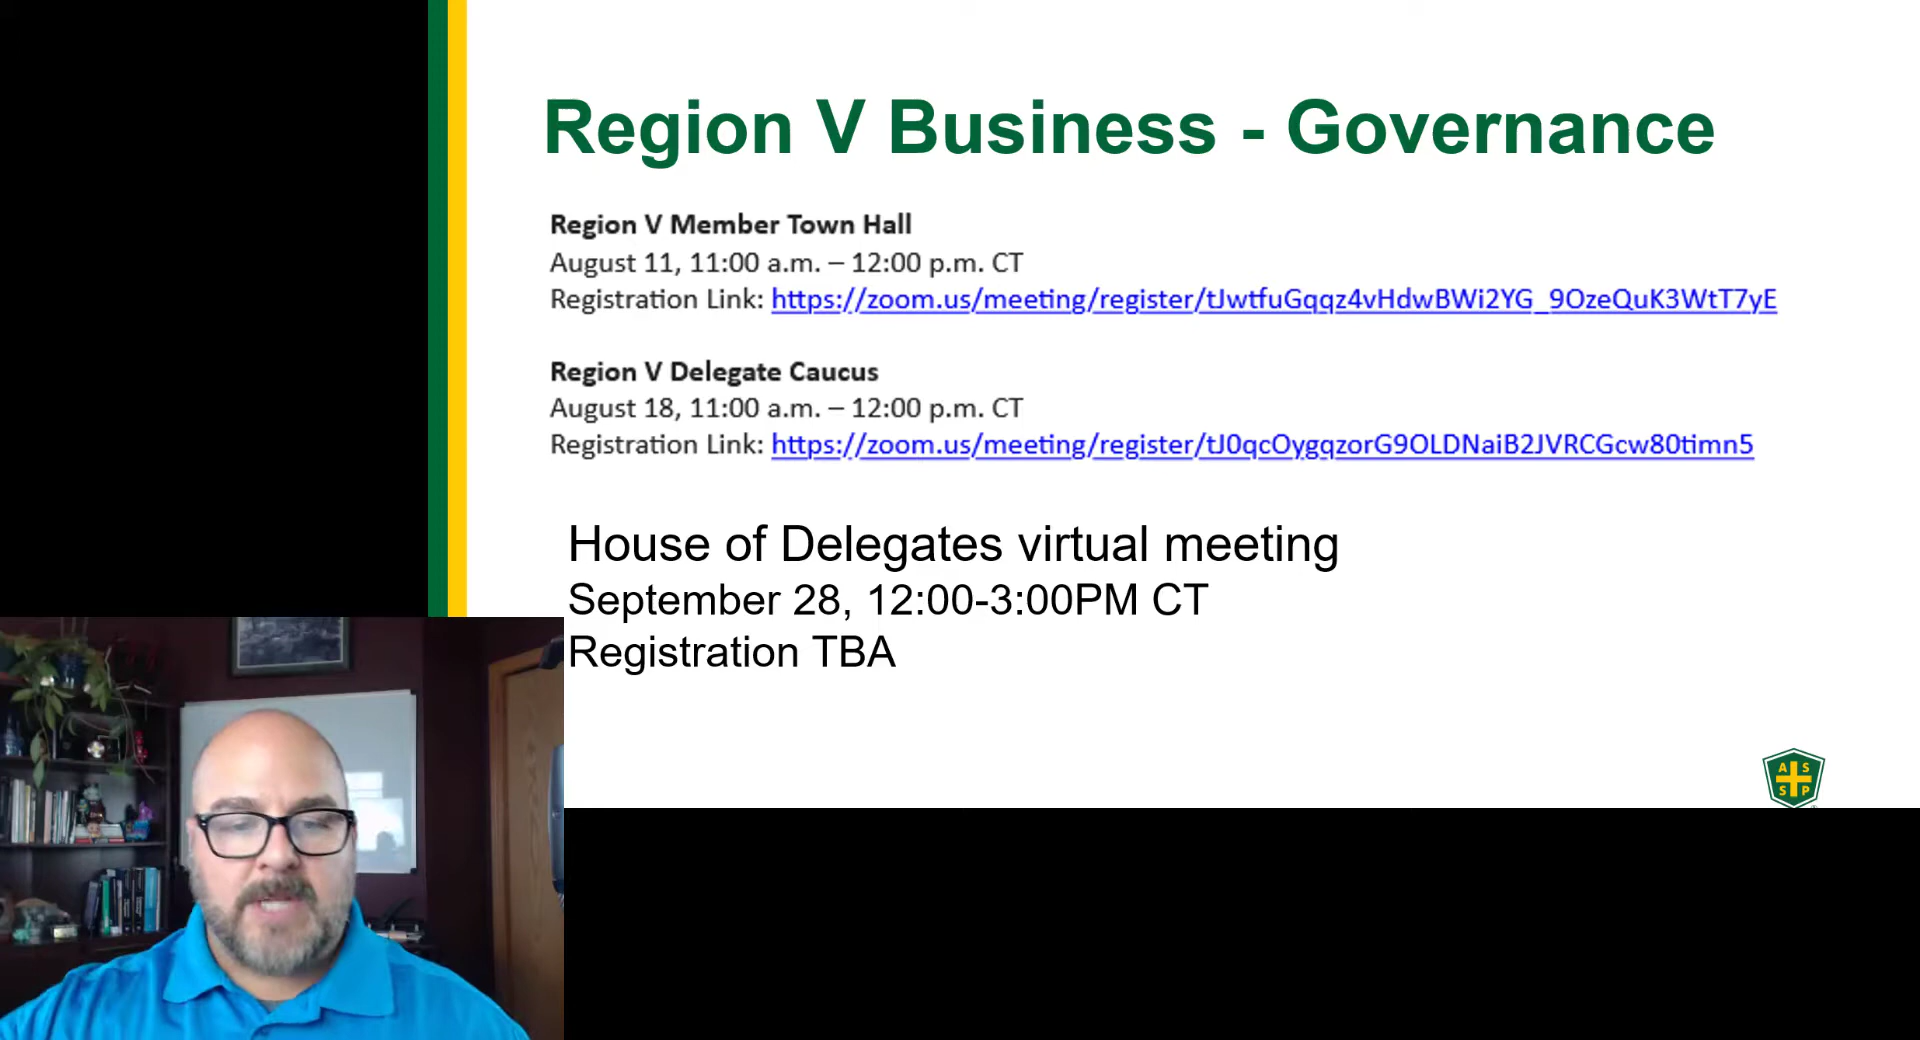 Region V Business - Governance
Region V Member Town Hall
August 11, 11:00 a.m. – 12:00 p.m. CT
Registration Link: https://zoom.us/meeting/register/tJwtfuGqqz4vHdwBWi2YG_9OzeQuK3WtT7yE
Region V Delegate Caucus
August 18, 11:00 a.m. – 12:00 p.m. CT
Registration Link: https://zoom.us/meeting/register/tJ0qcOygqzorG9OLDNaiB2JVRCGcw80timn5
House of Delegates virtual meeting
September 28, 12:00-3:00PM CT
Registration TBA
A S
S P